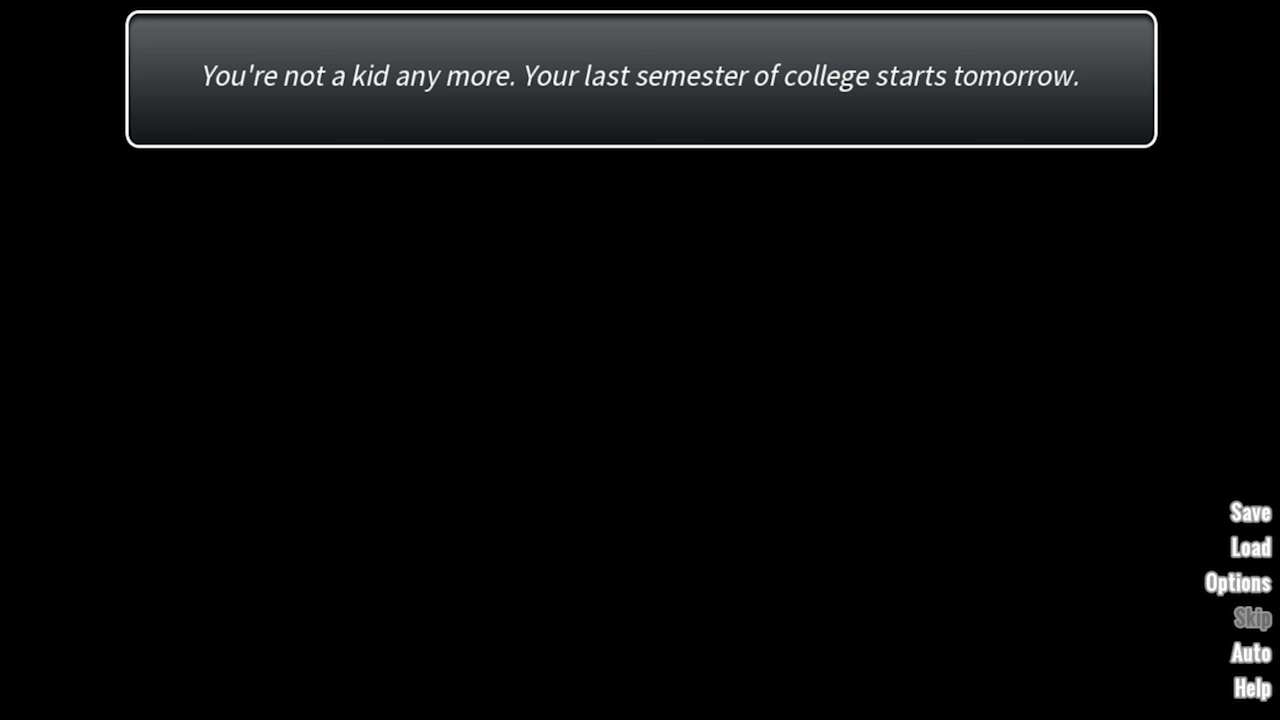 You're not a kid any more. Your last semester of college starts tomorrow.
Save
Load
Options
Skip
Auto
Help